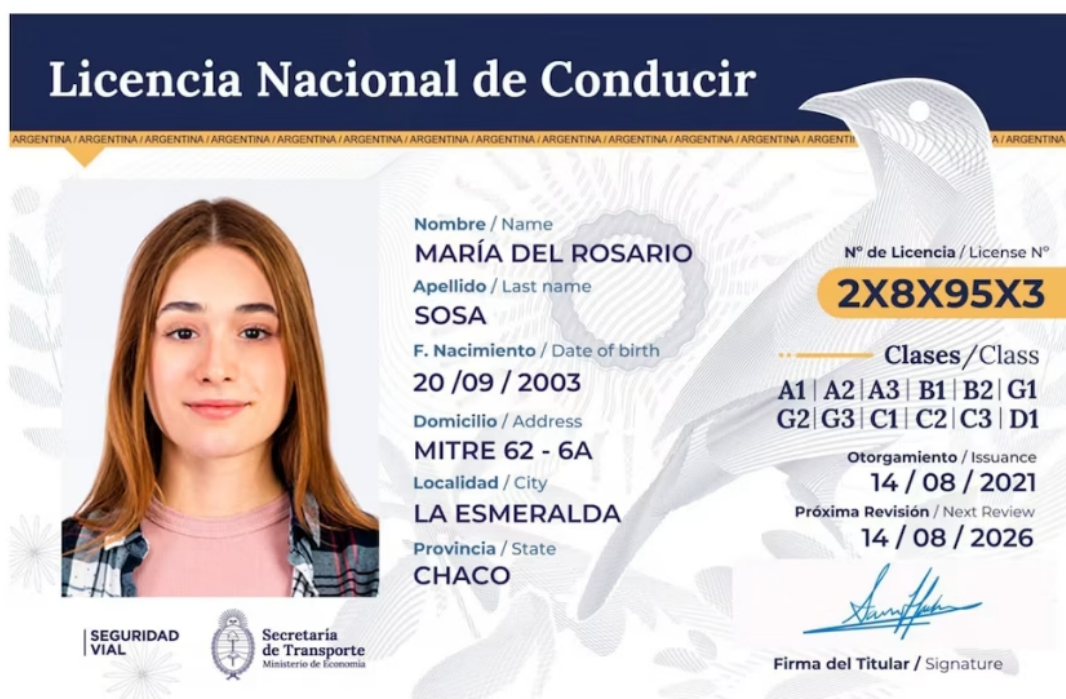 Licencia Nacional de Conducir
ARGENTINA / ARGENTINA / ARGENTINA / ARGENTINA / ARGENTINA / ARGENTINA / ARGENTINA / ARGENTINA / ARGENTINA / ARGENTINA / ARGENTINA / ARGENTINA / ARGENTI A / ARGENTINA
Nombre / Name
MARÍA DEL ROSARIO
Apellido / Last name
SOSA
F. Nacimiento / Date of birth
20 /09 / 2003
Domicilio / Address
MITRE 62 - 6A
Localidad / City
LA ESMERALDA
Provincia / State
CHACO
Nº de Licencia / License Nº
2X8X95X3
Clases/Class
A1 | A2 | A3 | B1 | B2 | G1
G2 | G3 | C1 | C2 | C3 | D1
Otorgamiento / Issuance
14 / 08 / 2021
Próxima Revisión / Next Review
14 / 08 / 2026
Firma del Titular / Signature
SEGURIDAD
VIAL
Secretaría
de Transporte
Ministerio de Economía